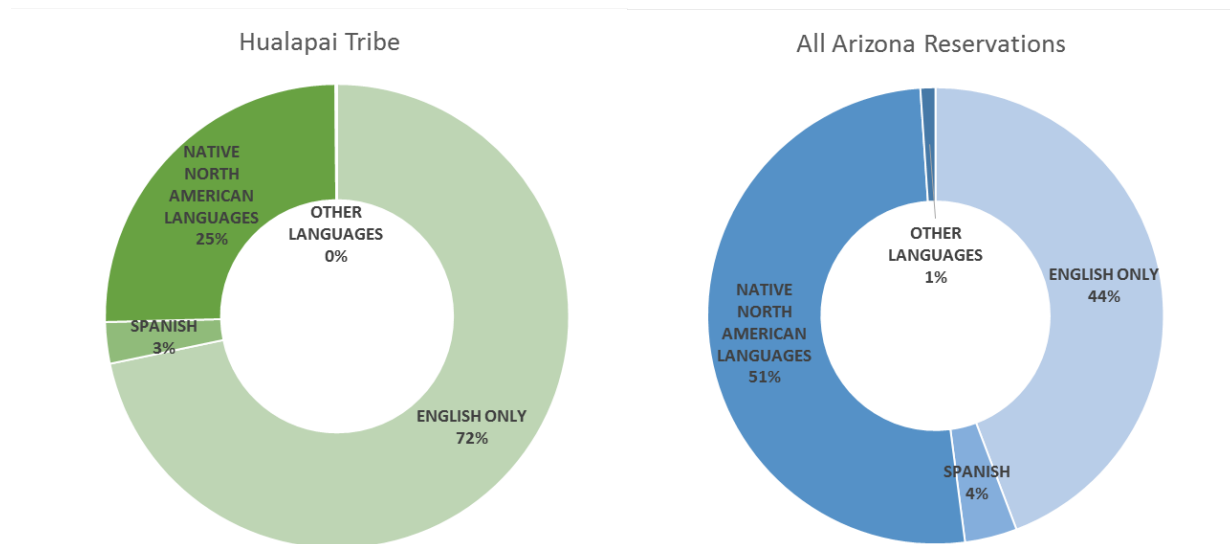 Hualapai Tribe
NATIVE
NORTH
AMERICAN
LANGUAGES
25%
OTHER
LANGUAGES
0%
SPANISH
3%
ENGLISH ONLY
72%
All Arizona Reservations
OTHER
LANGUAGES
1%
ENGLISH ONLY
44%
NATIVE
NORTH
AMERICAN
LANGUAGES
51%
SPANISH
4%